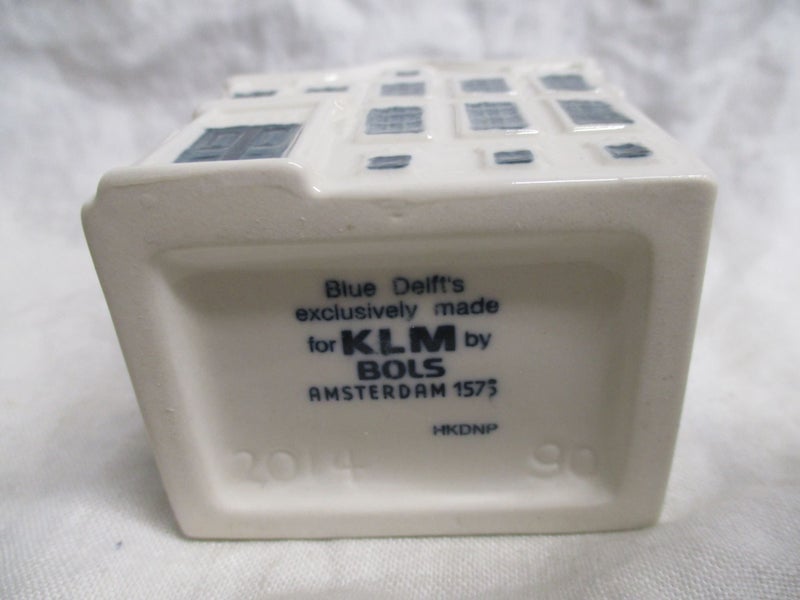 Blue Delft's
exclusively made
for KLM by
BOLS
AMSTERDAM 1575
HKDNP
2014 90